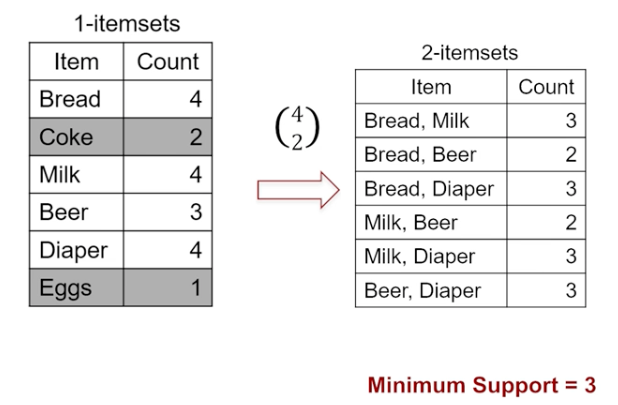 1-itemsets
Item Count
Bread 4
Coke 2
Milk 4
Beer 3
Diaper 4
Eggs 1
(4
2)
2-itemsets
Item Count
Bread, Milk 3
Bread, Beer 2
Bread, Diaper 3
Milk, Beer 2
Milk, Diaper 3
Beer, Diaper 3
Minimum Support = 3